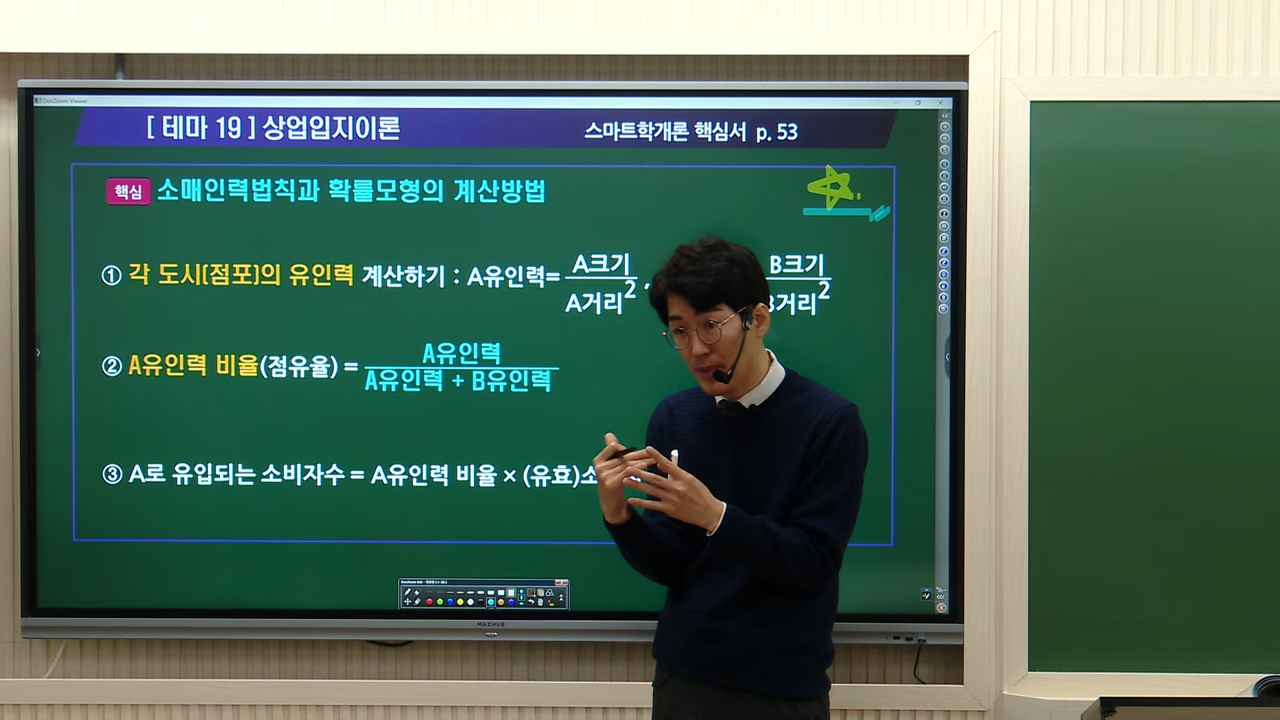 DocZoom Viewer
[ 테마 19 ] 상업입지이론
스마트학개론 핵심서 p. 53
핵심 소매인력법칙과 확률모형의 계산방법
① 각 도시(점포)의 유인력 계산하기 : A유인력= A크기 / A거리2 , B크기 / 거리2
② A유인력 비율(점유율) = A유인력 / A유인력 + B유인력
③ A로 유입되는 소비자수 = A유인력 비율 × (유효)소
MAXHUB